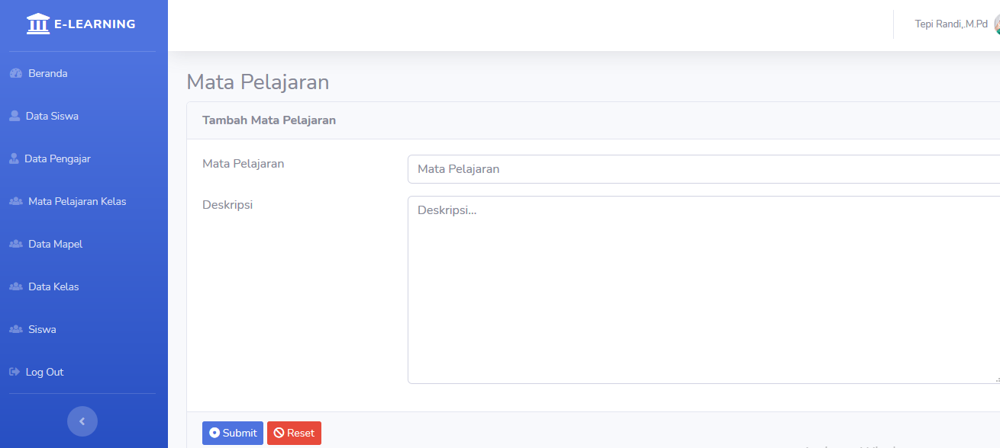 E-LEARNING
Tepi Randi,.M.Pd
Beranda
Data Siswa
Data Pengajar
Mata Pelajaran Kelas
Data Mapel
Data Kelas
Siswa
Log Out
Mata Pelajaran
Tambah Mata Pelajaran
Mata Pelajaran
Mata Pelajaran
Deskripsi
Deskripsi...
Submit
Reset